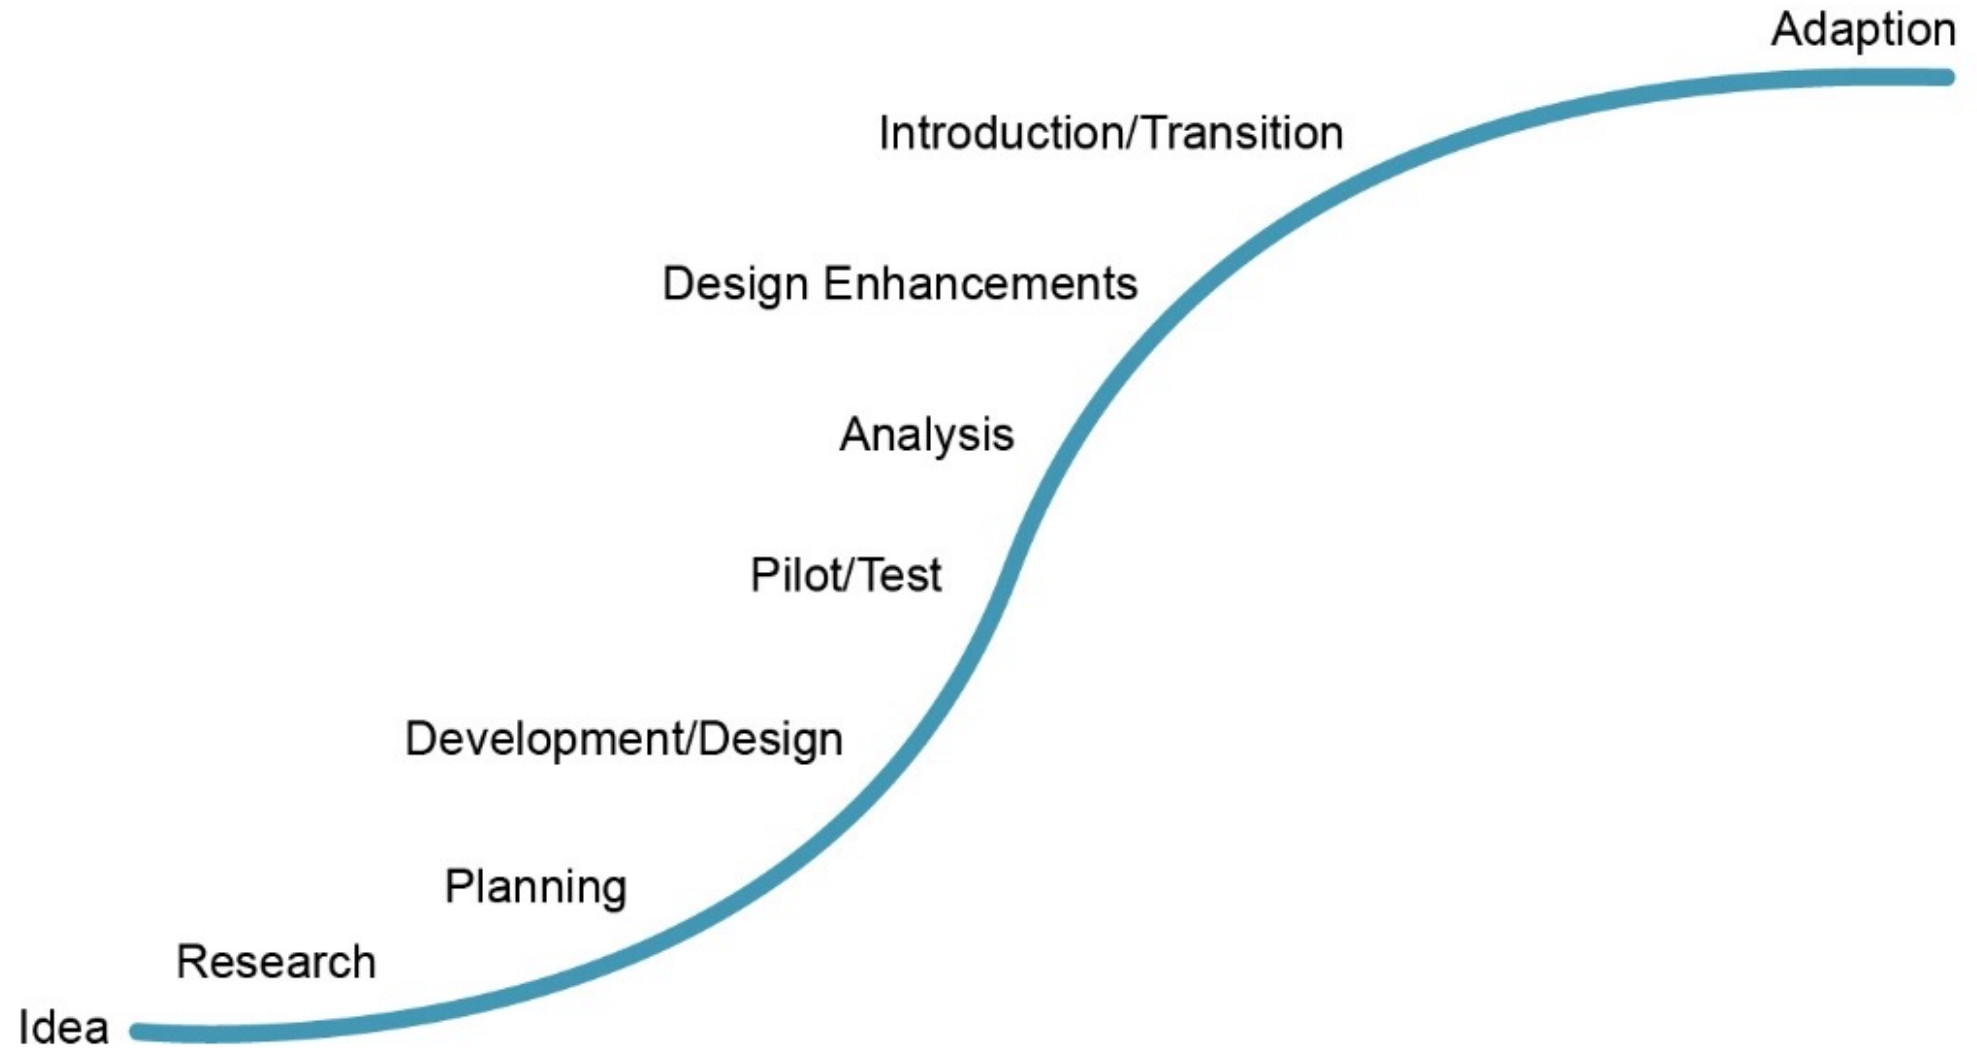 Adaption
Introduction/Transition
Design Enhancements
Analysis
Pilot/Test
Development/Design
Planning
Research
Idea